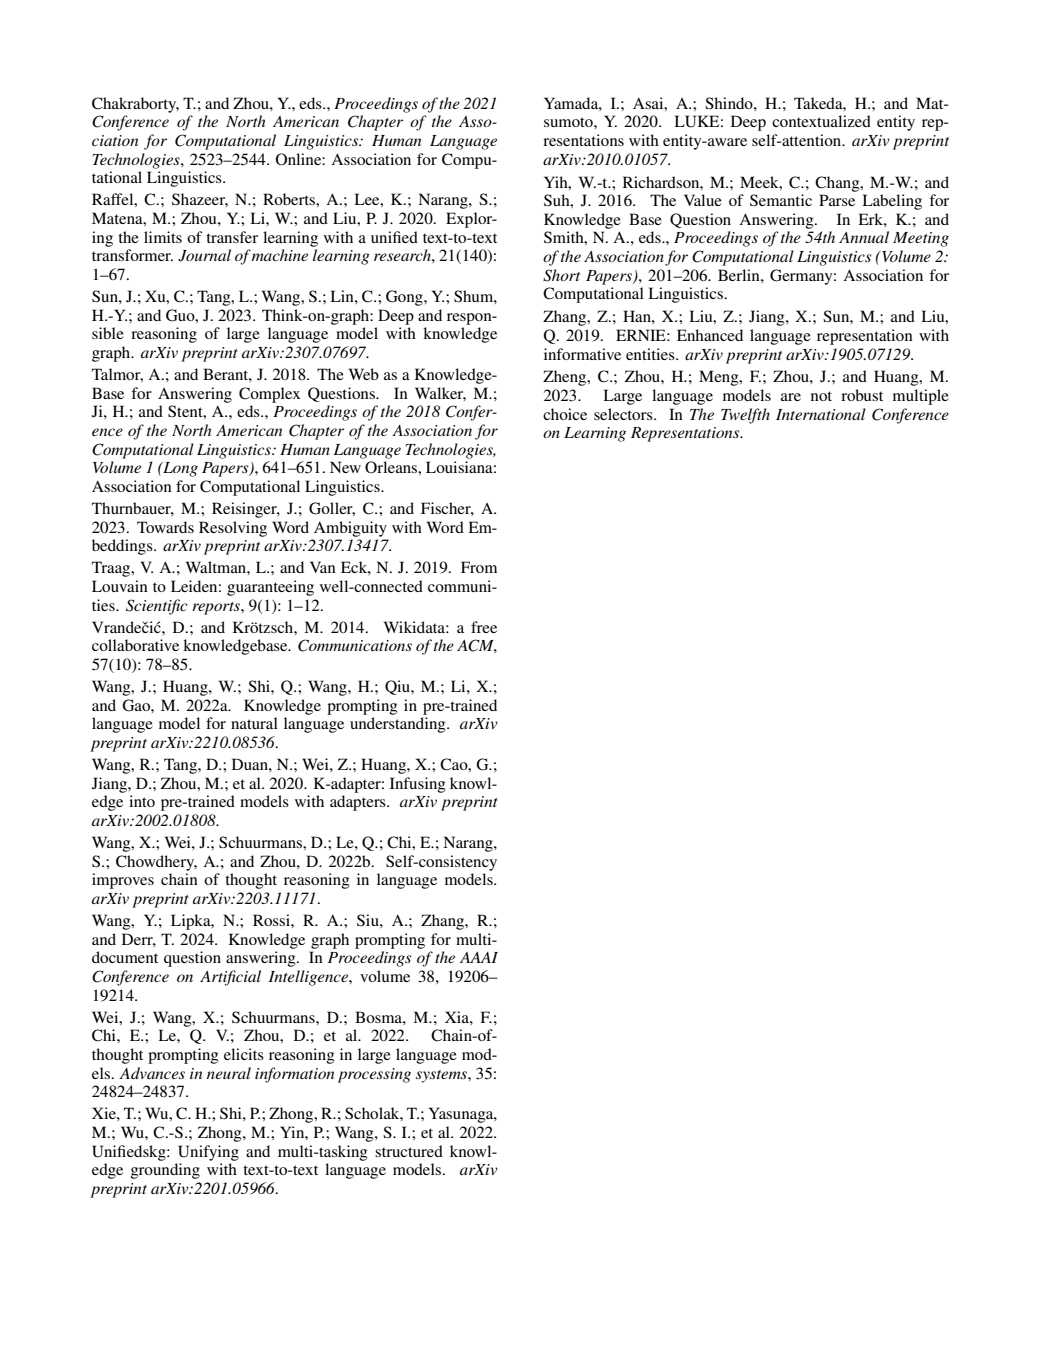 Chakraborty, T.; and Zhou, Y., eds., Proceedings of the 2021
Conference of the North American Chapter of the Asso-
ciation for Computational Linguistics: Human Language
Technologies, 2523–2544. Online: Association for Compu-
tational Linguistics.
Raffel, C.; Shazeer, N.; Roberts, A.; Lee, K.; Narang, S.;
Matena, M.; Zhou, Y.; Li, W.; and Liu, P. J. 2020. Explor-
ing the limits of transfer learning with a unified text-to-text
transformer. Journal of machine learning research, 21(140):
1–67.
Sun, J.; Xu, C.; Tang, L.; Wang, S.; Lin, C.; Gong, Y.; Shum,
H.-Y.; and Guo, J. 2023. Think-on-graph: Deep and respon-
sible reasoning of large language model with knowledge
graph. arXiv preprint arXiv:2307.07697.
Talmor, A.; and Berant, J. 2018. The Web as a Knowledge-
Base for Answering Complex Questions. In Walker, M.;
Ji, H.; and Stent, A., eds., Proceedings of the 2018 Confer-
ence of the North American Chapter of the Association for
Computational Linguistics: Human Language Technologies,
Volume 1 (Long Papers), 641–651. New Orleans, Louisiana:
Association for Computational Linguistics.
Thurnbauer, M.; Reisinger, J.; Goller, C.; and Fischer, A.
2023. Towards Resolving Word Ambiguity with Word Em-
beddings. arXiv preprint arXiv:2307.13417.
Traag, V. A.; Waltman, L.; and Van Eck, N. J. 2019. From
Louvain to Leiden: guaranteeing well-connected communi-
ties. Scientific reports, 9(1): 1–12.
Vrandečić, D.; and Krötzsch, M. 2014. Wikidata: a free
collaborative knowledgebase. Communications of the ACM,
57(10): 78–85.
Wang, J.; Huang, W.; Shi, Q.; Wang, H.; Qiu, M.; Li, X.;
and Gao, M. 2022a. Knowledge prompting in pre-trained
language model for natural language understanding. arXiv
preprint arXiv:2210.08536.
Wang, R.; Tang, D.; Duan, N.; Wei, Z.; Huang, X.; Cao, G.;
Jiang, D.; Zhou, M.; et al. 2020. K-adapter: Infusing knowl-
edge into pre-trained models with adapters. arXiv preprint
arXiv:2002.01808.
Wang, X.; Wei, J.; Schuurmans, D.; Le, Q.; Chi, E.; Narang,
S.; Chowdhery, A.; and Zhou, D. 2022b. Self-consistency
improves chain of thought reasoning in language models.
arXiv preprint arXiv:2203.11171.
Wang, Y.; Lipka, N.; Rossi, R. A.; Siu, A.; Zhang, R.;
and Derr, T. 2024. Knowledge graph prompting for multi-
document question answering. In Proceedings of the AAAI
Conference on Artificial Intelligence, volume 38, 19206–
19214.
Wei, J.; Wang, X.; Schuurmans, D.; Bosma, M.; Xia, F.;
Chi, E.; Le, Q. V.; Zhou, D.; et al. 2022. Chain-of-
thought prompting elicits reasoning in large language mod-
els. Advances in neural information processing systems, 35:
24824–24837.
Xie, T.; Wu, C. H.; Shi, P.; Zhong, R.; Scholak, T.; Yasunaga,
M.; Wu, C.-S.; Zhong, M.; Yin, P.; Wang, S. I.; et al. 2022.
Unifiedskg: Unifying and multi-tasking structured knowl-
edge grounding with text-to-text language models. arXiv
preprint arXiv:2201.05966.
Yamada, I.; Asai, A.; Shindo, H.; Takeda, H.; and Mat-
sumoto, Y. 2020. LUKE: Deep contextualized entity rep-
resentations with entity-aware self-attention. arXiv preprint
arXiv:2010.01057.
Yih, W.-t.; Richardson, M.; Meek, C.; Chang, M.-W.; and
Suh, J. 2016. The Value of Semantic Parse Labeling for
Knowledge Base Question Answering. In Erk, K.; and
Smith, N. A., eds., Proceedings of the 54th Annual Meeting
of the Association for Computational Linguistics (Volume 2:
Short Papers), 201–206. Berlin, Germany: Association for
Computational Linguistics.
Zhang, Z.; Han, X.; Liu, Z.; Jiang, X.; Sun, M.; and Liu,
Q. 2019. ERNIE: Enhanced language representation with
informative entities. arXiv preprint arXiv:1905.07129.
Zheng, C.; Zhou, H.; Meng, F.; Zhou, J.; and Huang, M.
2023. Large language models are not robust multiple
choice selectors. In The Twelfth International Conference
on Learning Representations.